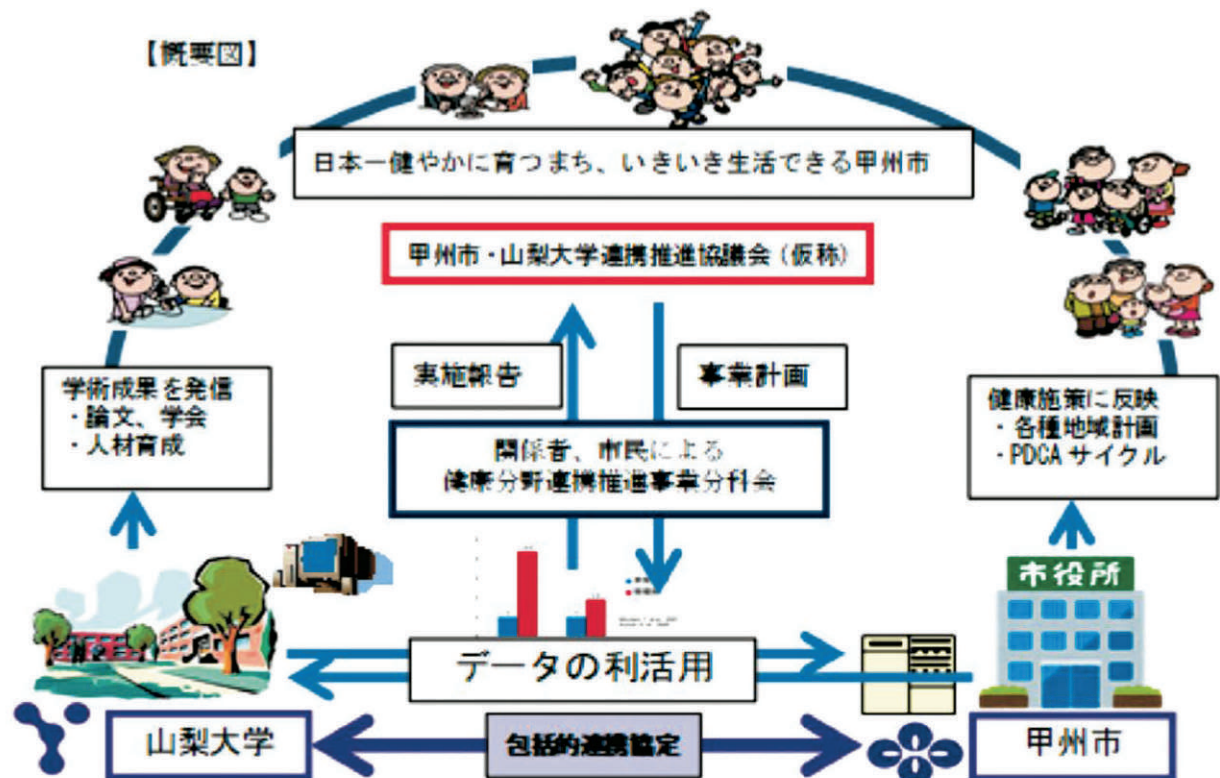 【概要図】
日本一健やかに育つまち、いきいき生活できる甲州市
甲州市・山梨大学連携推進協議会（仮称）
実施報告
事業計画
学術成果を発信
・論文、学会
・人材育成
健康施策に反映
・各種地域計画
・PDCAサイクル
関係者、市民による
健康分野連携推進事業分科会
市役所
データの利活用
山梨大学
包括的連携協定
甲州市